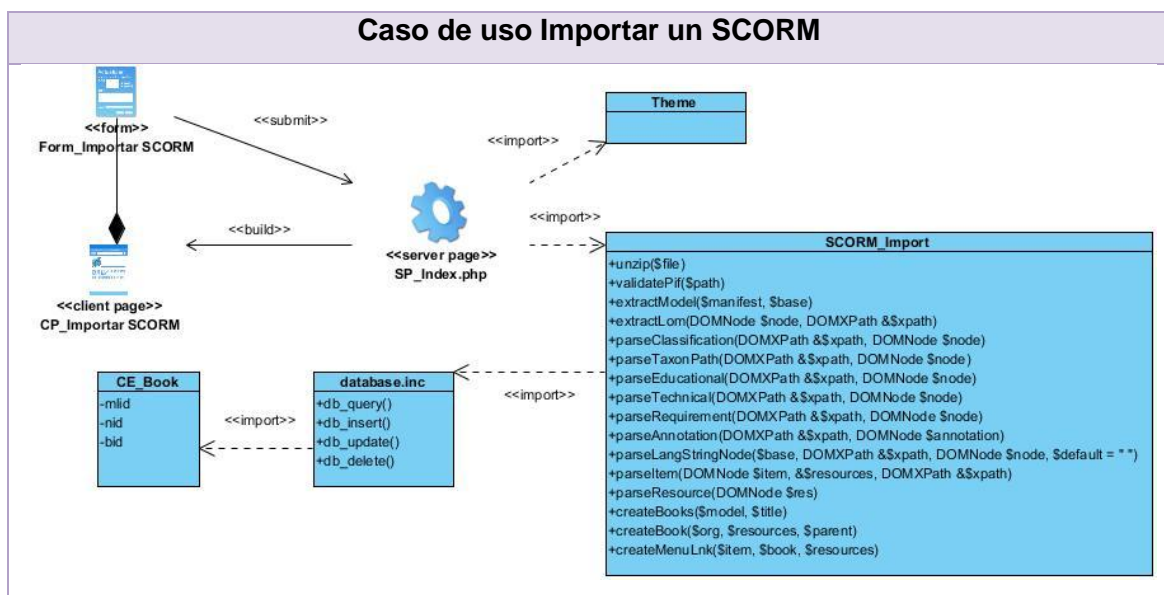 Caso de uso Importar un SCORM
<<form>>
Form_Importar SCORM
<<submit>>
<<build>>
<<server page>>
SP_Index.php
<<client page>>
CP_Importar SCORM
<<import>>
Theme
<<import>>
SCORM_Import
+unzip($file)
+validatePif($path)
+extractModel($manifest, $base)
+extractLom(DOMNode $node, DOMXPath &$xpath)
+parseClassification(DOMXPath &$xpath, DOMNode $node)
+parseTaxonPath(DOMXPath &$xpath, DOMNode $node)
+parseEducational(DOMXPath &$xpath, DOMNode $node)
+parseTechnical(DOMXPath &$xpath, DOMNode $node)
+parseRequirement(DOMXPath &$xpath, DOMNode $node)
+parseAnnotation(DOMXPath &$xpath, DOMNode $annotation)
+parseLangStringNode($base, DOMXPath &$xpath, DOMNode $node, $default = " ")
+parseItem(DOMNode $item, &$resources, DOMXPath &$xpath)
+parseResource(DOMNode $res)
+createBooks($model, $title)
+createBook($org, $resources, $parent)
+createMenuLnk($item, $book, $resources)
<<import>>
database.inc
+db_query()
+db_insert()
+db_update()
+db_delete()
<<import>>
CE_Book
-mlid
-nid
-bid